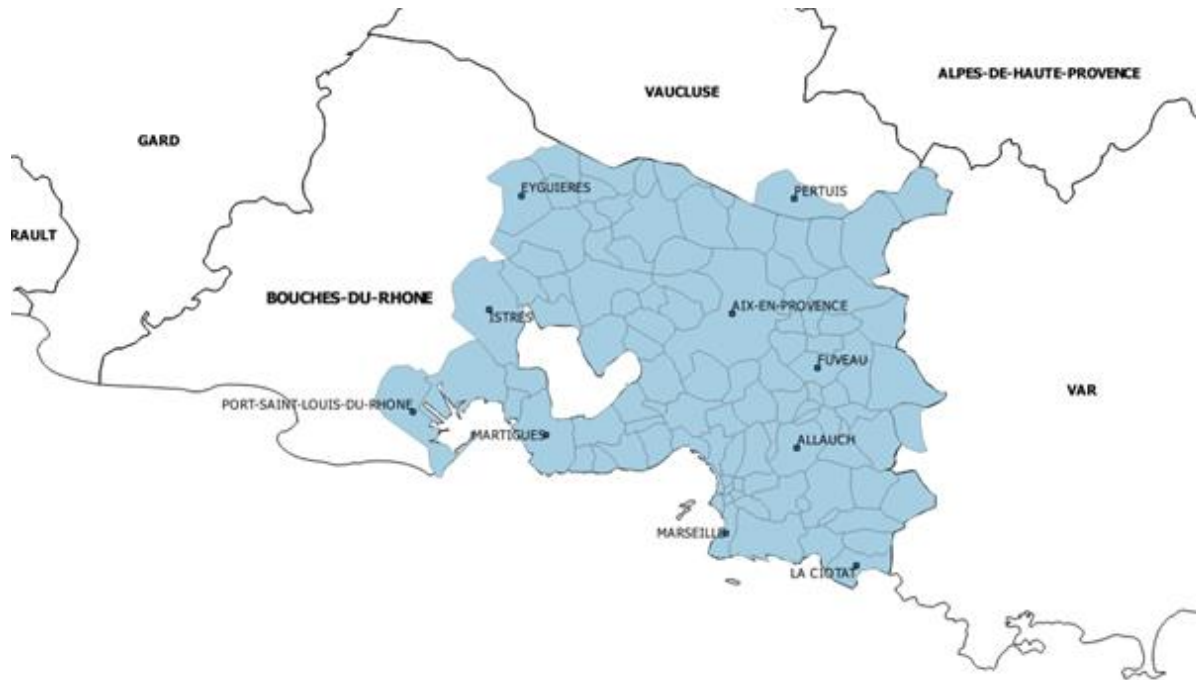 ALPES-DE-HAUTE-PROVENCE
VAUCLUSE
GARD
EYGUIERES
PERTUIS
RAULT
BOUCHES-DU-RHONE
AIX-EN-PROVENCE
ISTRES
FUVEAU
VAR
PORT-SAINT-LOUIS-DU-RHONE
MARTIGUES
ALLAUCH
MARSEILLE
LA CIOTAT